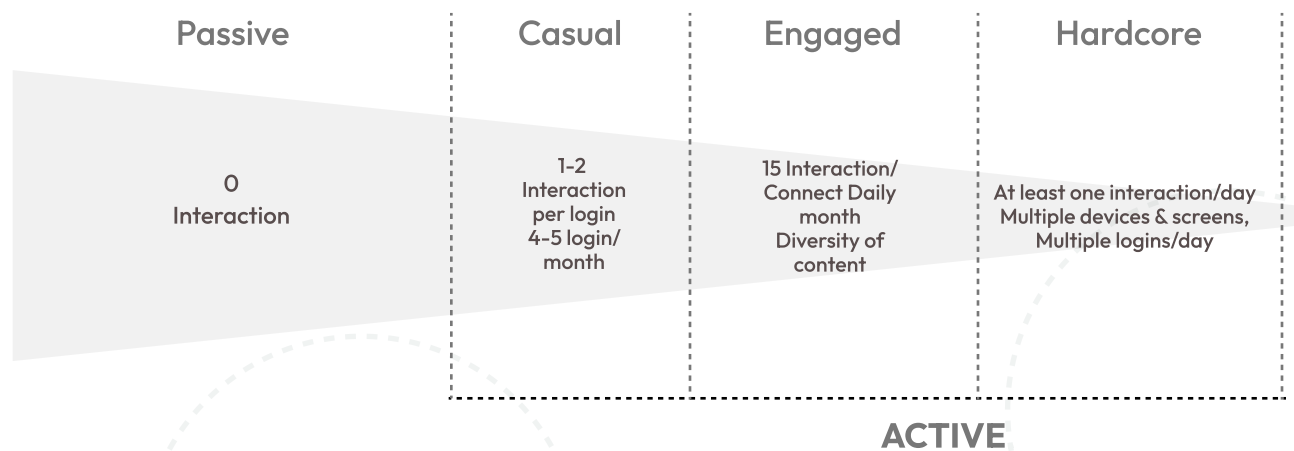 Passive
Casual
Engaged
Hardcore
0
Interaction
1-2
Interaction
per login
4-5 login/
month
15 Interaction/
Connect Daily
month
Diversity of
content
At least one interaction/day
Multiple devices & screens,
Multiple logins/day
ACTIVE